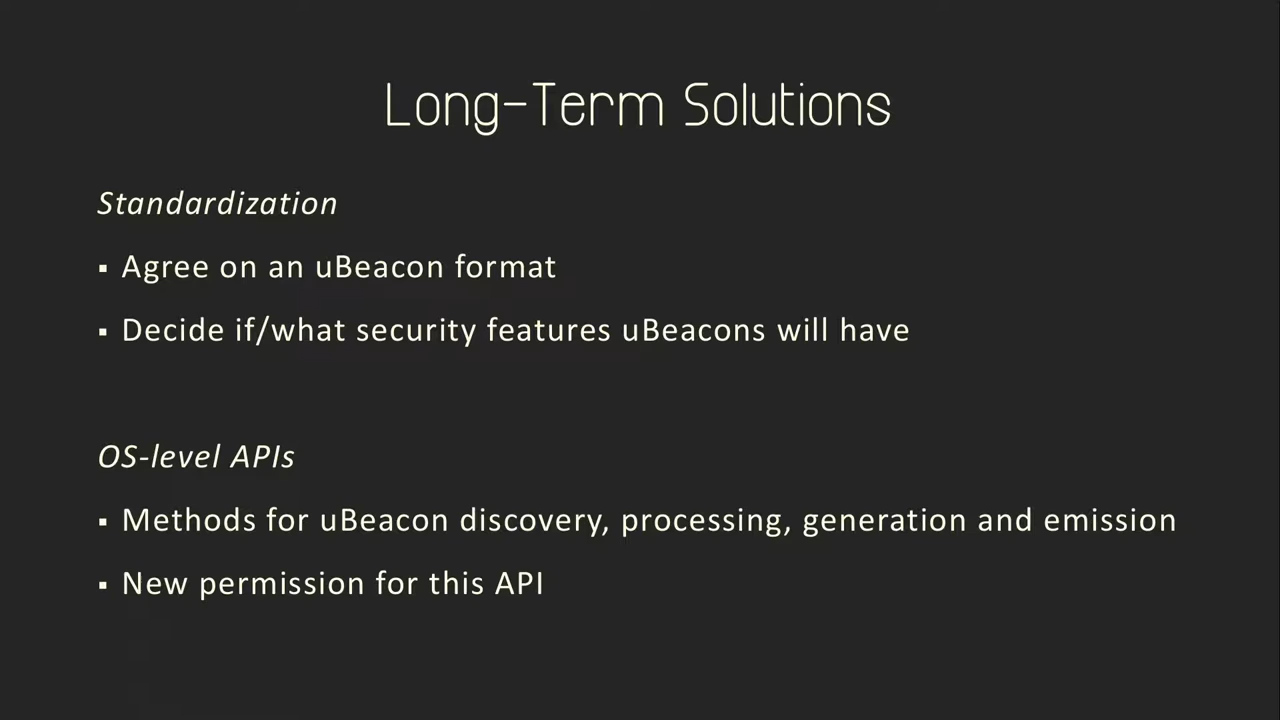 Long-Term Solutions
Standardization
▪ Agree on an uBeacon format
▪ Decide if/what security features uBeacons will have
OS-level APIs
▪ Methods for uBeacon discovery, processing, generation and emission
▪ New permission for this API